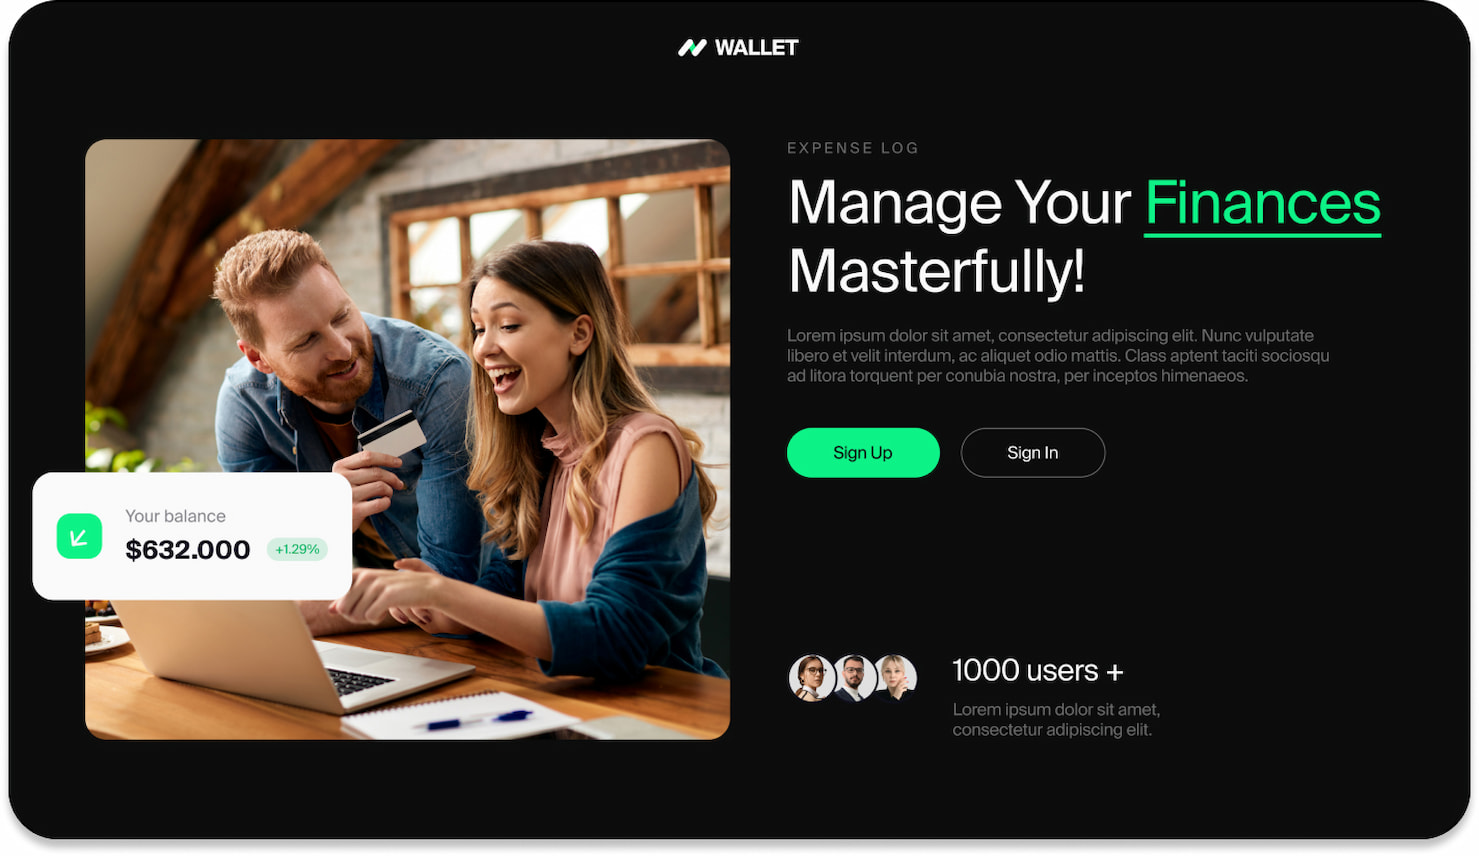 WALLET
EXPENSE LOG
Manage Your Finances
Masterfully!
Lorem ipsum dolor sit amet, consectetur adipiscing elit. Nunc vulputate
libero et velit interdum, ac aliquet odio mattis. Class aptent taciti sociosqu
ad litora torquent per conubia nostra, per inceptos himenaeos.
Sign Up
Sign In
Your balance
$632.000 +1.29%
1000 users +
Lorem ipsum dolor sit amet,
consectetur adipiscing elit.